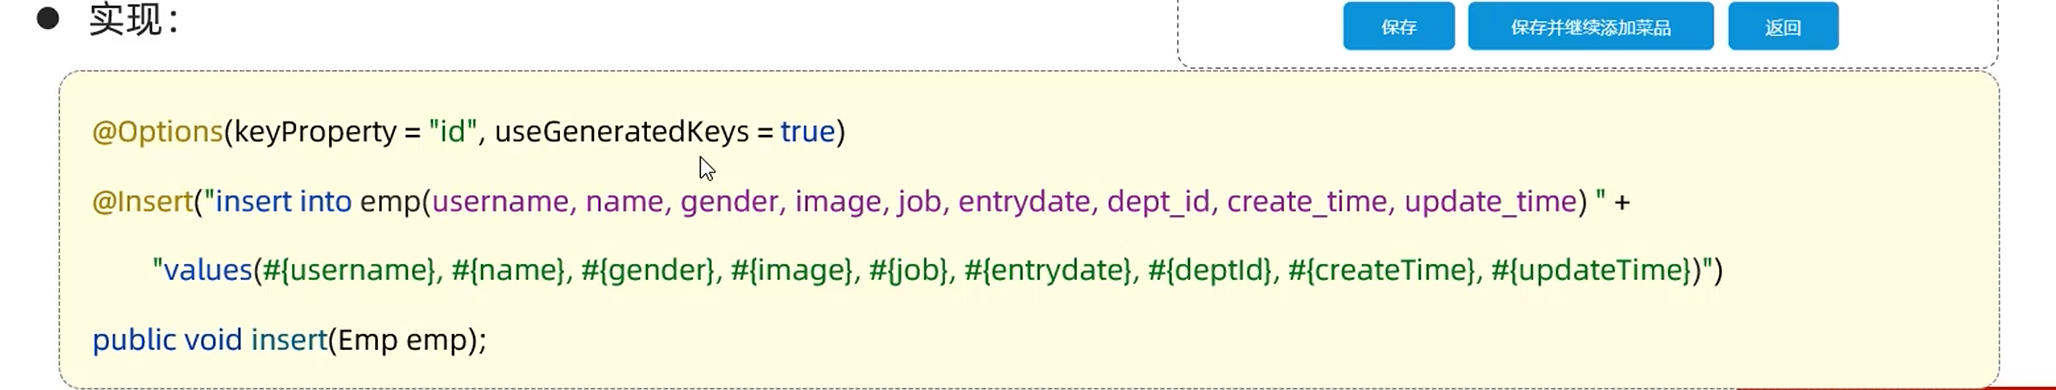 实现：
保存 保存并继续添加菜品 返回
@Options(keyProperty = "id", useGeneratedKeys = true)
@Insert("insert into emp(username, name, gender, image, job, entrydate, dept_id, create_time, update_time) " +
"values(#{username}, #{name}, #{gender}, #{image}, #{job}, #{entrydate}, #{deptId}, #{createTime}, #{updateTime})")
public void insert(Emp emp);